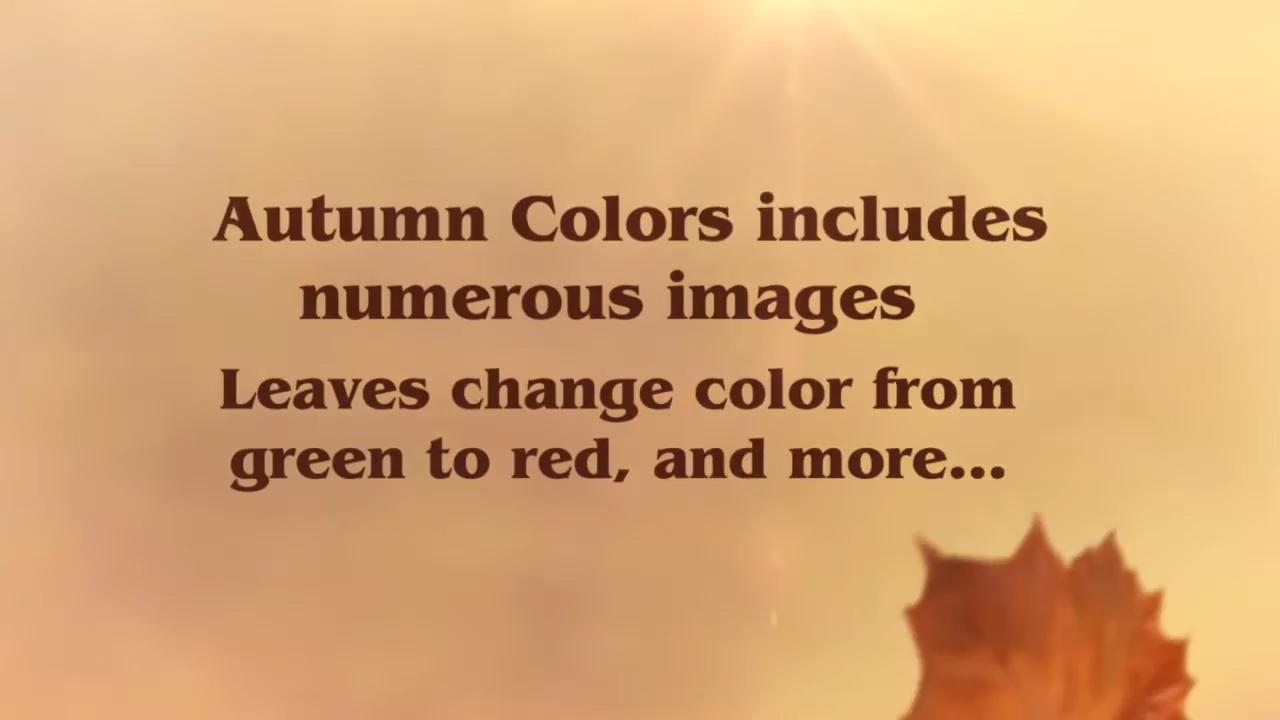 Autumn Colors includes
numerous images
Leaves change color from
green to red, and more...